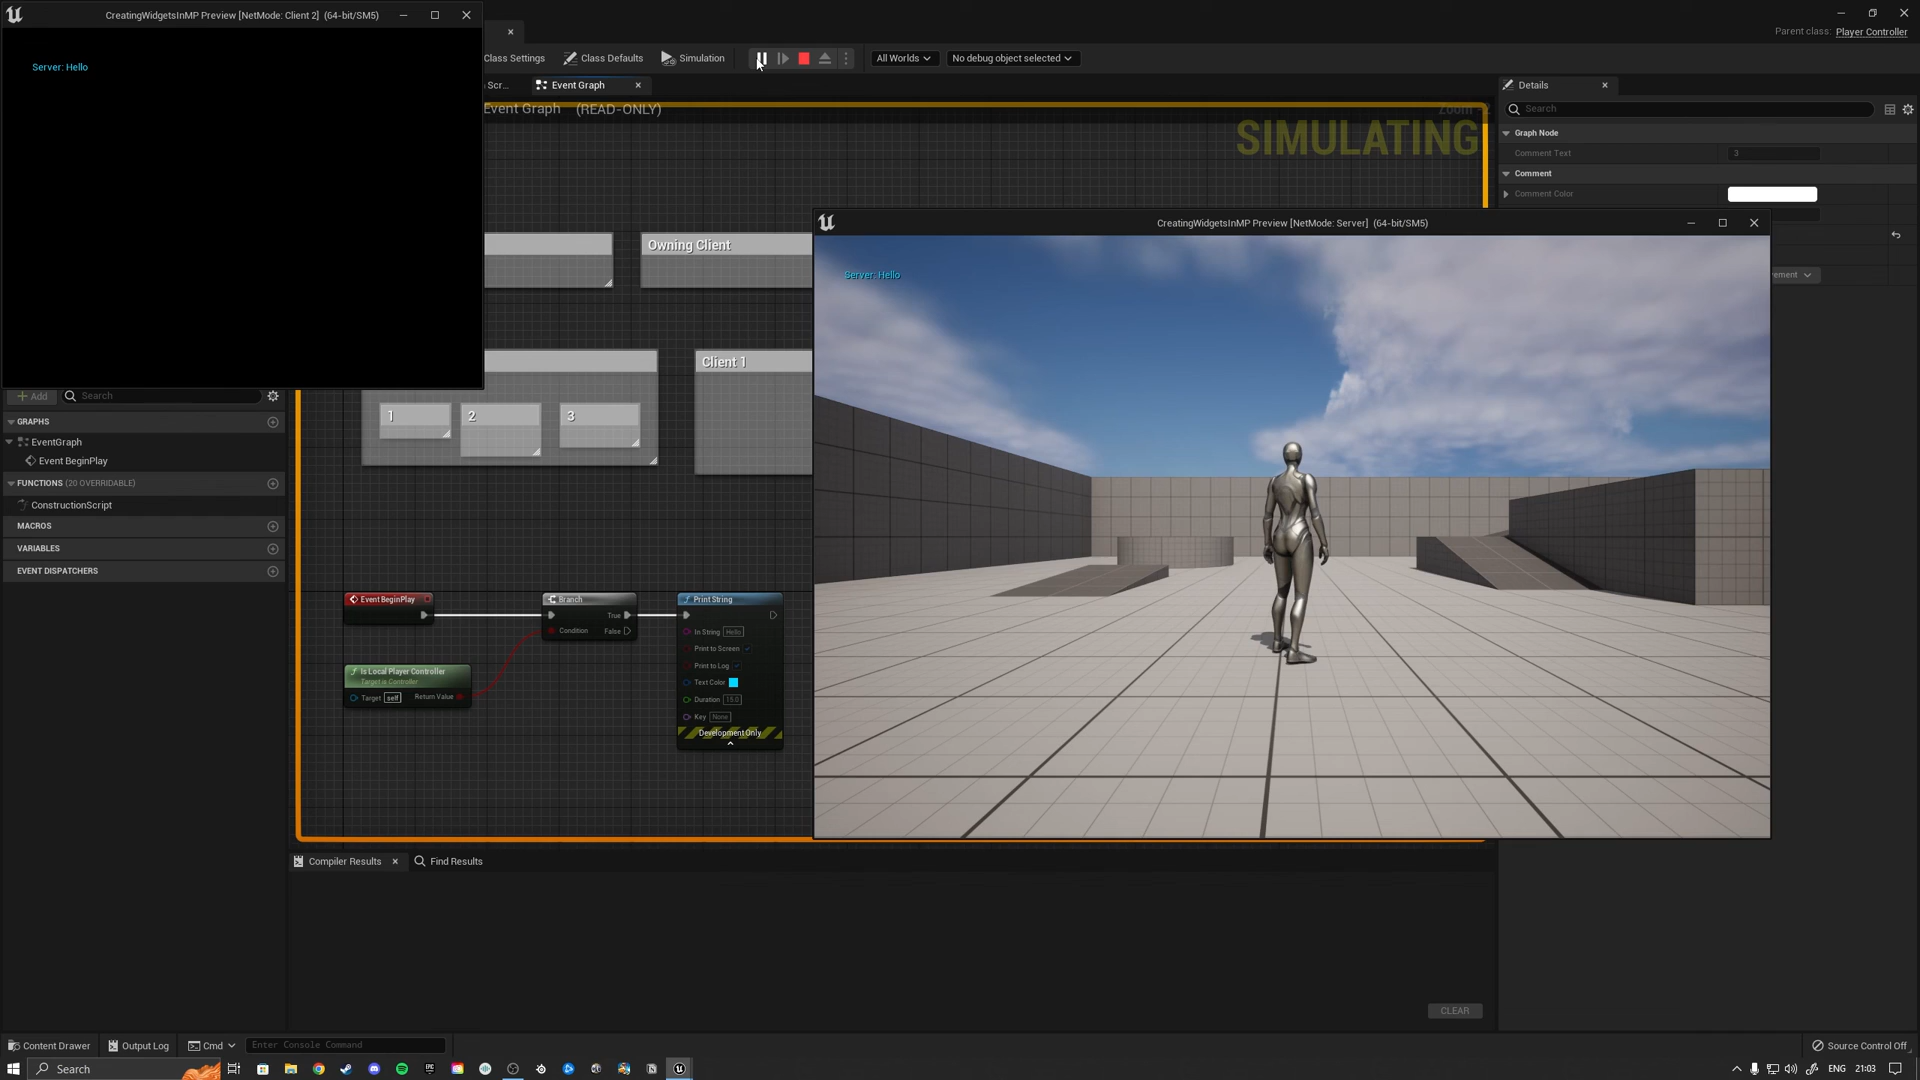 CreatingWidgetsInMP Preview [NetMode: Client 2] (64-bit/SM5)
Server: Hello
Parent class: Player Controller
Class Settings
Class Defaults
Simulation
All Worlds
No debug object selected
Scr...
Event Graph
Event Graph (READ-ONLY)
SIMULATING
Details
Search
Graph Node
Comment Text
3
Comment
Comment Color
Owning Client
Client 1
1
2
3
CreatingWidgetsInMP Preview [NetMode: Server] (64-bit/SM5)
Server: Hello
Add
Search
GRAPHS
EventGraph
Event BeginPlay
FUNCTIONS (20 OVERRIDABLE)
ConstructionScript
MACROS
VARIABLES
EVENT DISPATCHERS
Event BeginPlay
Branch
True
Condition
False
Is Local Player Controller
Target is Controller
Target self
Return Value
Print String
In String Hello
Print to Screen
Print to Log
Text Color
Duration 15.0
Key None
Development Only
Compiler Results
Find Results
CLEAR
Content Drawer
Output Log
Cmd
Enter Console Command
Source Control Off
Search
ENG
21:03